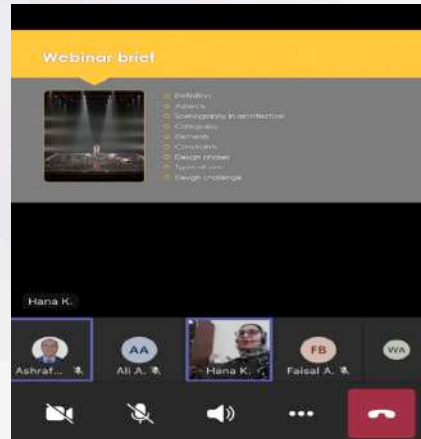 Webinar brief
Definition
Aspects
Scenography in architecture
Categories
Elements
Constraints
Design phases
Types of
Design challenge
Hana K.
AA
FB
WA
Ashraf...
Ali A.
Hana K.
Faisal A.